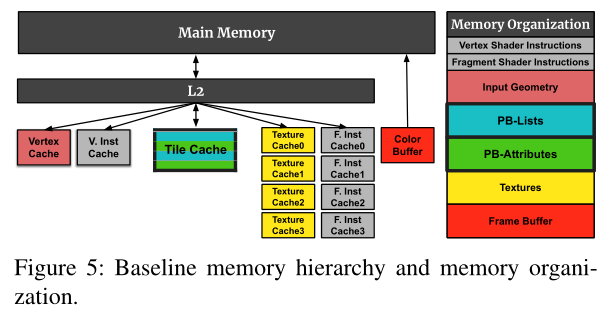 Main Memory
L2
Vertex
Cache
V. Inst
Cache
Tile Cache
Texture
Cache0
F. Inst
Cache0
Texture
Cache1
F. Inst
Cache1
Texture
Cache2
F. Inst
Cache2
Texture
Cache3
F. Inst
Cache3
Color
Buffer
Memory Organization
Vertex Shader Instructions
Fragment Shader Instructions
Input Geometry
PB-Lists
PB-Attributes
Textures
Frame Buffer
Figure 5: Baseline memory hierarchy and memory organi-
zation.